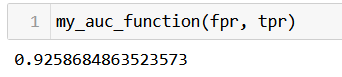 1 my_auc_function(fpr, tpr)
0.9258684863523573